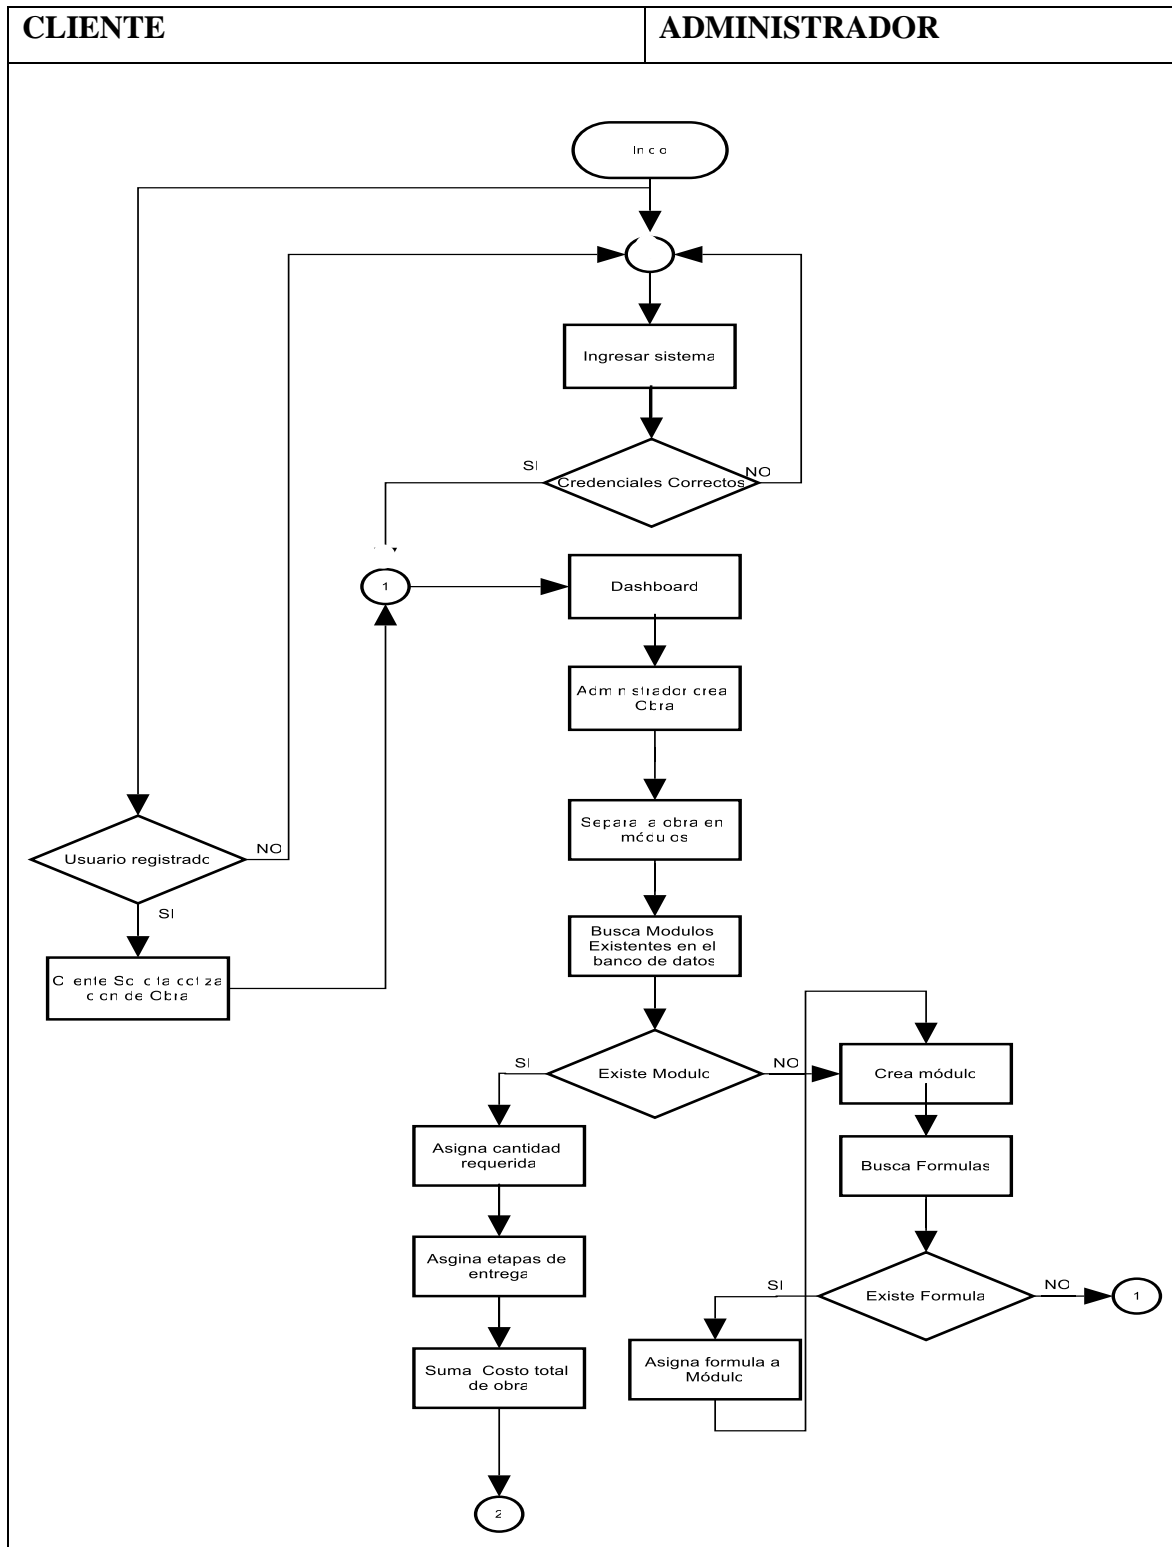 CLIENTE
ADMINISTRADOR
Inicio
Ingresar sistema
SI
Credenciales Correctos
NO
1
Dashboard
Administrador crea
Obra
Separa la obra en
módulos
Usuario registrado
NO
SI
Busca Modulos
Existentes en el
banco de datos
Cliente Solicita cotiza
cion de Obra
SI
Existe Modulo
NO
Crea módulo
Asigna cantidad
requerida
Busca Formulas
Asgina etapas de
entrega
SI
Existe Formula
NO
1
Suma Costo total
de obra
Asigna formula a
Módulo
2